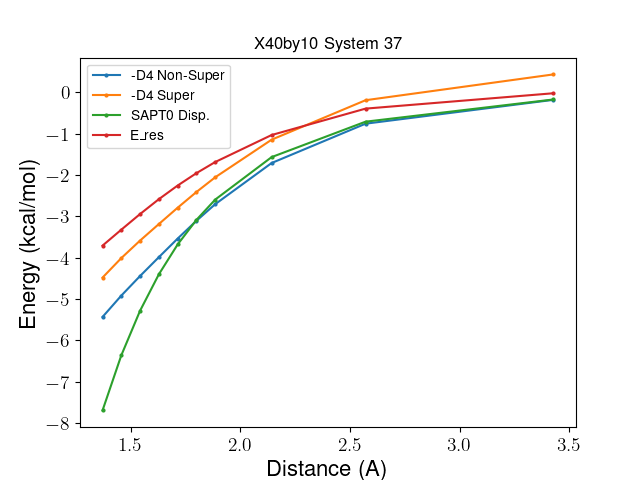 X40by10 System 37
-D4 Non-Super
-D4 Super
SAPT0 Disp.
E_res
Energy (kcal/mol)
0
−1
−2
−3
−4
−5
−6
−7
−8
1.5 2.0 2.5 3.0 3.5
Distance (A)